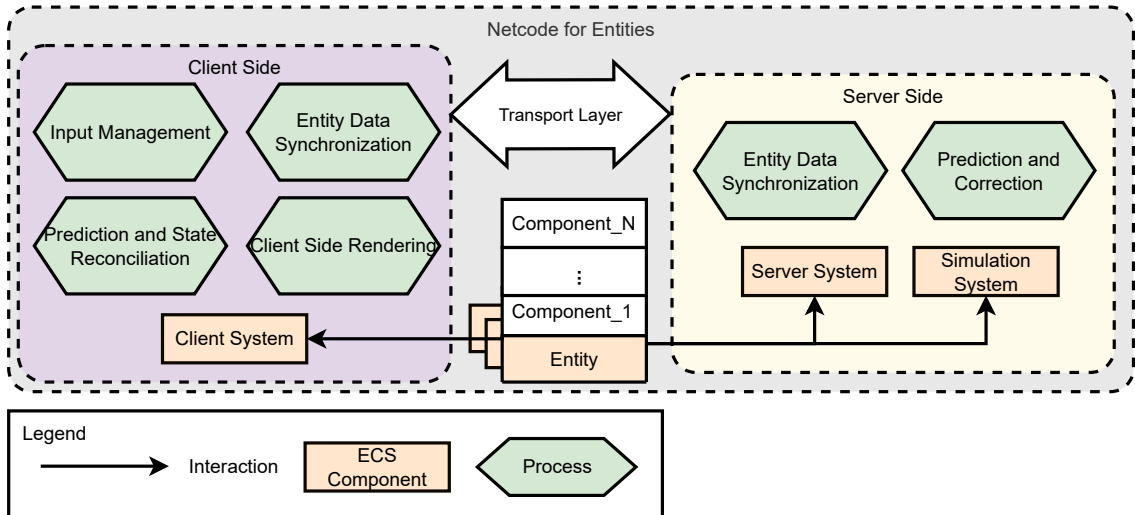 Netcode for Entities
Client Side
Input Management
Entity Data
Synchronization
Prediction and State
Reconciliation
Client Side Rendering
Client System
Transport Layer
Component_N
⋮
Component_1
Entity
Server Side
Entity Data
Synchronization
Prediction and
Correction
Server System
Simulation
System
Legend
Interaction
ECS
Component
Process